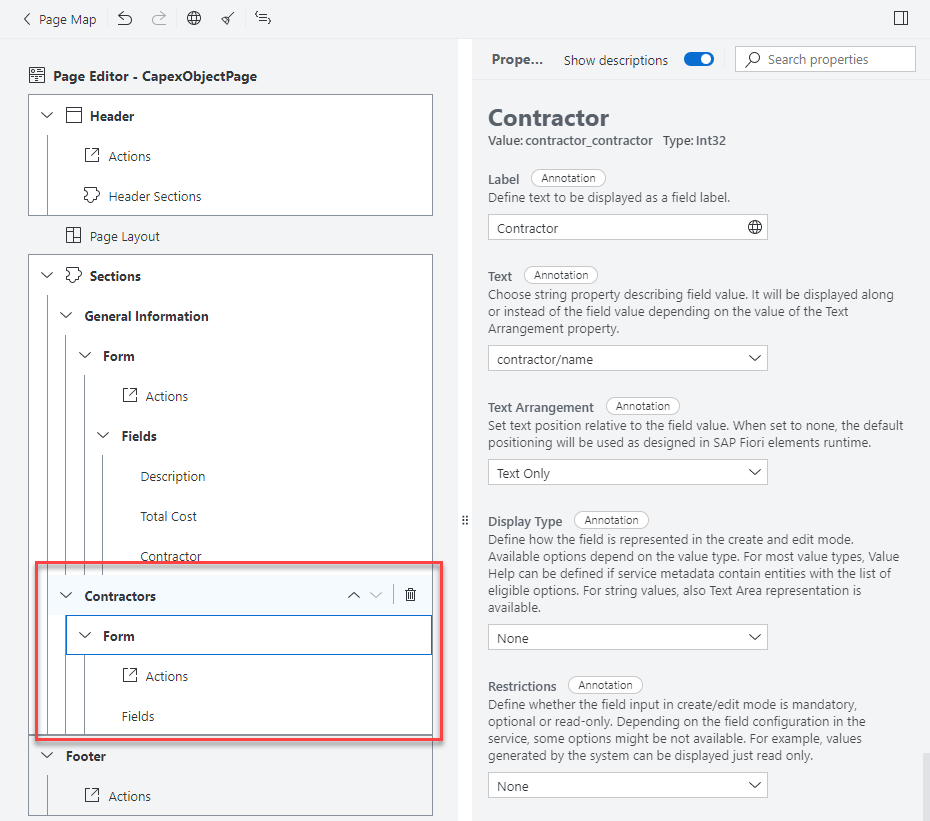 Page Map
Page Editor - CapexObjectPage
Header
Actions
Header Sections
Page Layout
Sections
General Information
Form
Actions
Fields
Description
Total Cost
Contractor
Contractors
Form
Actions
Fields
Footer
Actions
Prope...
Show descriptions
Search properties
Contractor
Value: contractor_contractor Type: Int32
Label Annotation
Define text to be displayed as a field label.
Contractor
Text Annotation
Choose string property describing field value. It will be displayed along
or instead of the field value depending on the value of the Text
Arrangement property.
contractor/name
Text Arrangement Annotation
Set text position relative to the field value. When set to none, the default
positioning will be used as designed in SAP Fiori elements runtime.
Text Only
Display Type Annotation
Define how the field is represented in the create and edit mode.
Available options depend on the value type. For most value types, Value
Help can be defined if service metadata contain entities with the list of
eligible options. For string values, also Text Area representation is
available.
None
Restrictions Annotation
Define whether the field input in create/edit mode is mandatory,
optional or read-only. Depending on the field configuration in the
service, some options might be not available. For example, values
generated by the system can be displayed just read only.
None